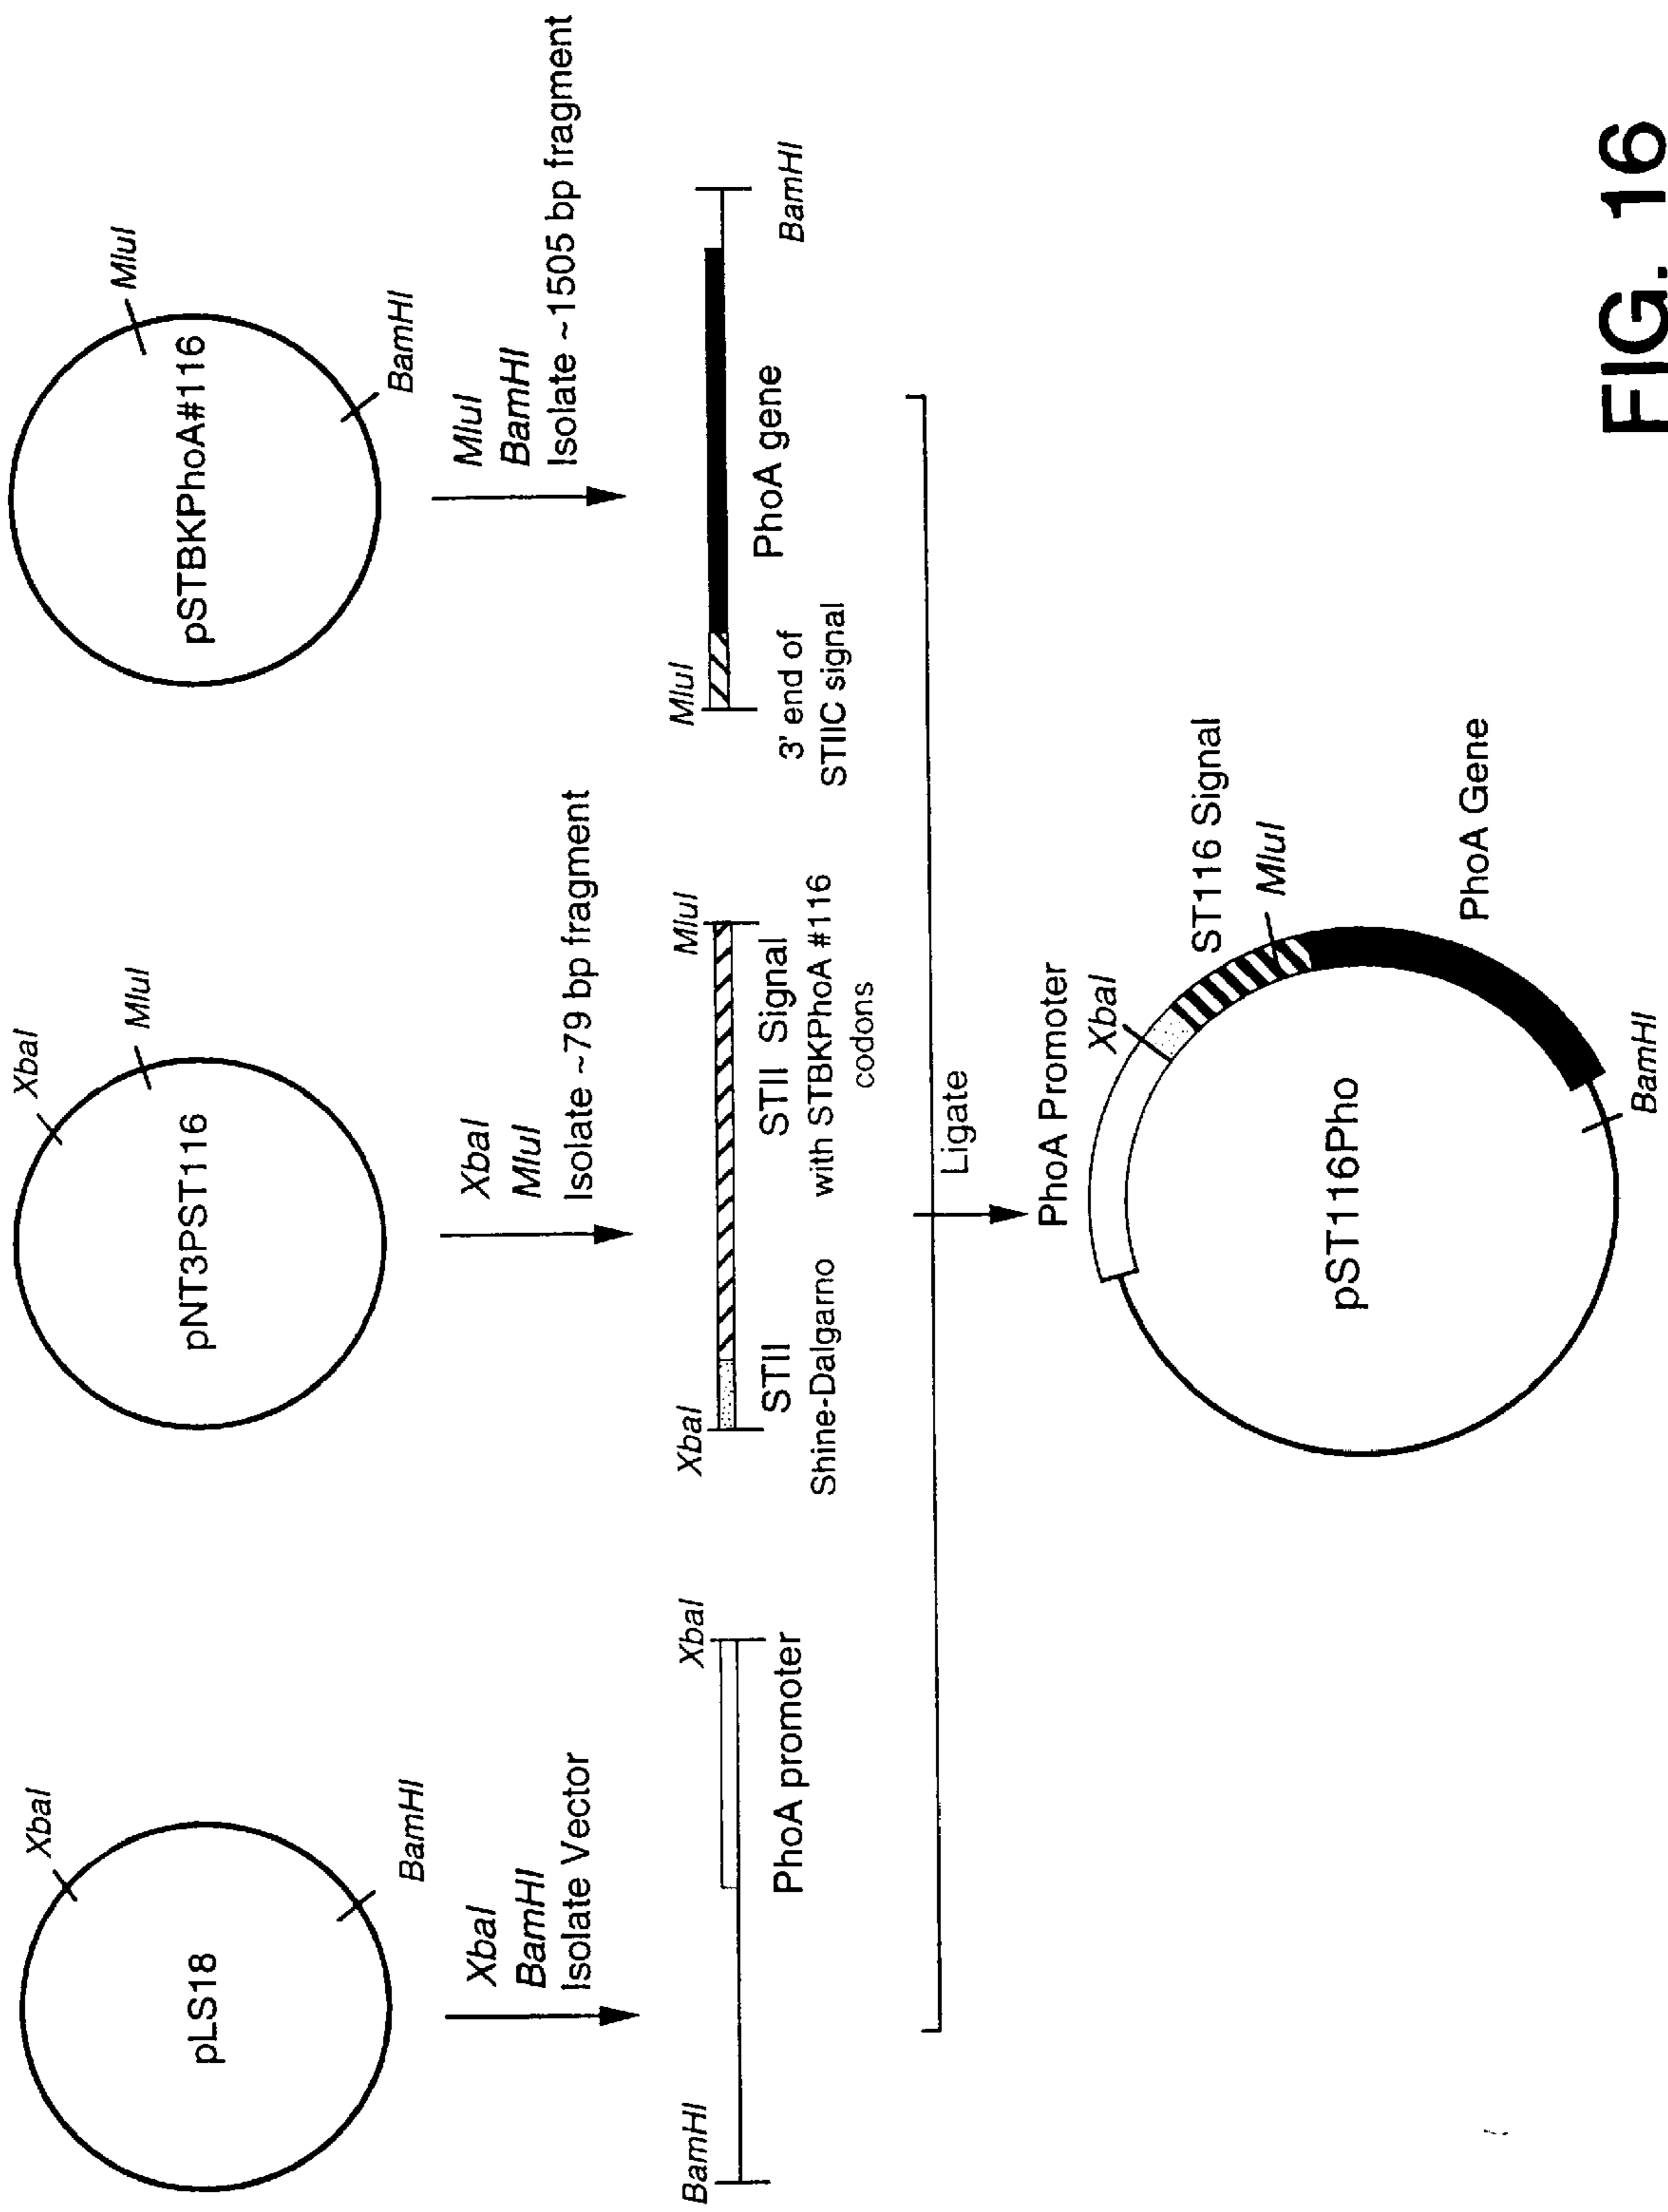 pLS18
XbaI
BamHI
XbaI
BamHI
Isolate Vector
BamHI
XbaI
PhoA promoter
pNT3PST116
XbaI
MluI
XbaI
MluI
Isolate ~79 bp fragment
XbaI
MluI
STII
Shine-Dalgarno
STII Signal
with STBKPhoA #116
codons
pSTBKPhoA#116
MluI
BamHI
MluI
BamHI
Isolate ~1505 bp fragment
MluI
BamHI
3' end of
STIIC signal
PhoA gene
Ligate
PhoA Promoter
XbaI
ST116 Signal
MluI
PhoA Gene
BamHI
pST116Pho
FIG. 16